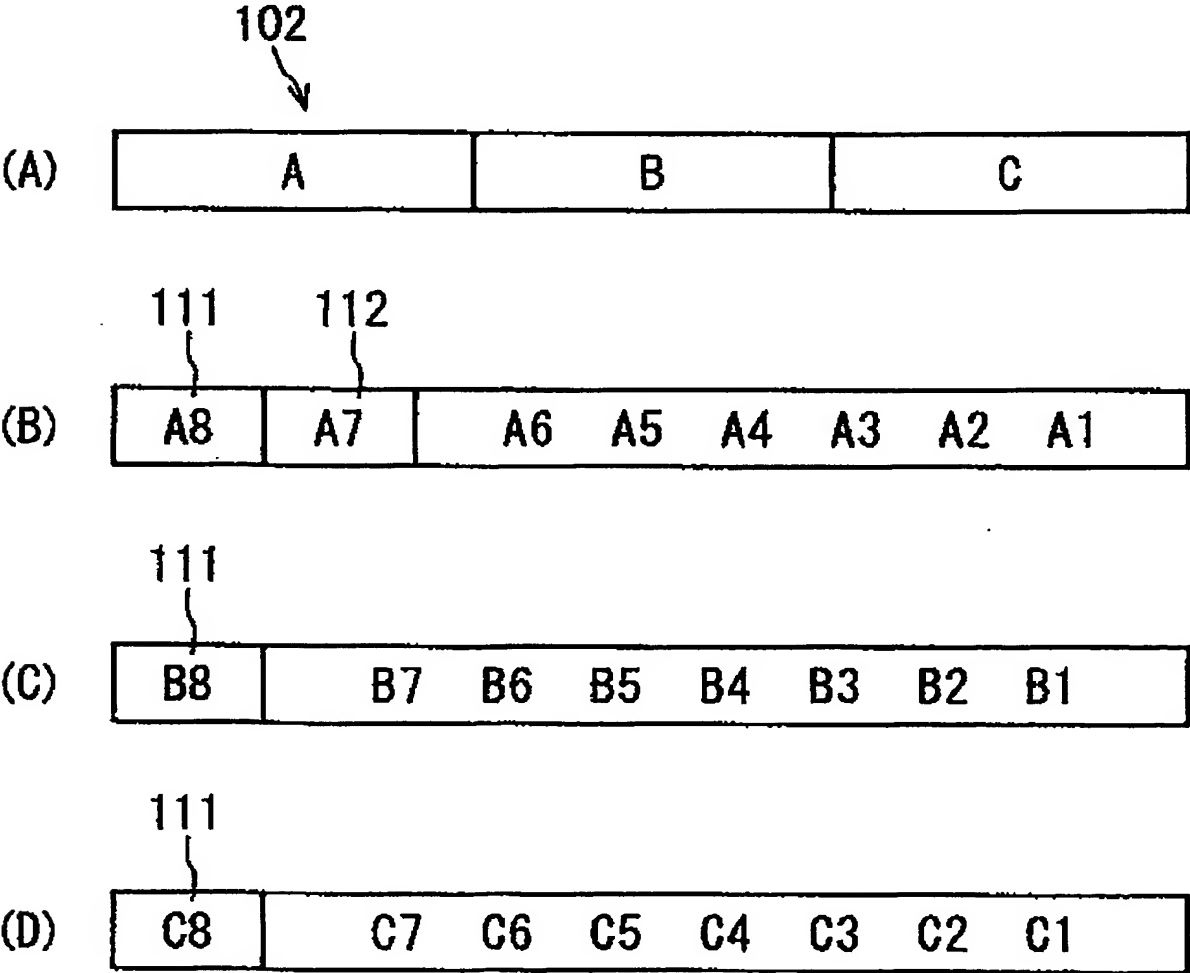 102
(A) A B C
111 112
(B) A8 A7 A6 A5 A4 A3 A2 A1
111
(C) B8 B7 B6 B5 B4 B3 B2 B1
111
(D) C8 C7 C6 C5 C4 C3 C2 C1